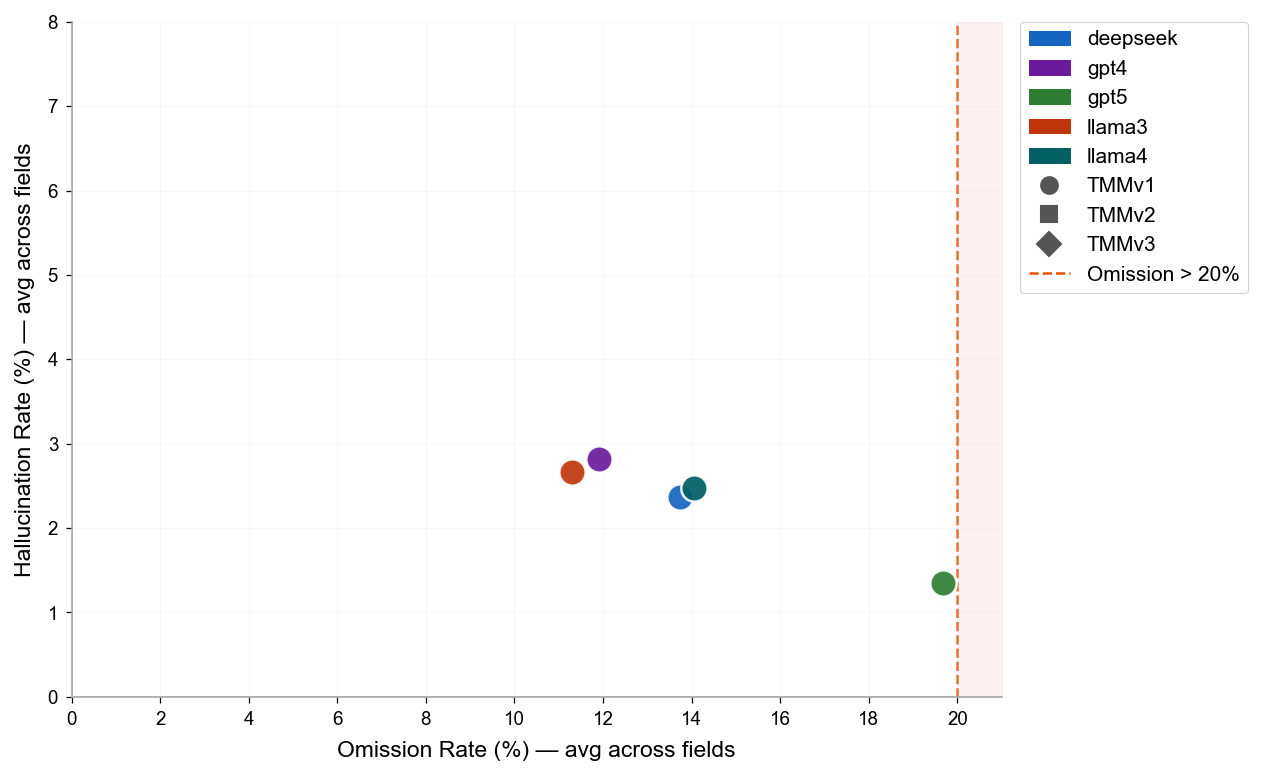 8
7
6
5
4
3
2
1
0
Hallucination Rate (%) — avg across fields
0 2 4 6 8 10 12 14 16 18 20
Omission Rate (%) — avg across fields
deepseek
gpt4
gpt5
llama3
llama4
TMMv1
TMMv2
TMMv3
Omission > 20%